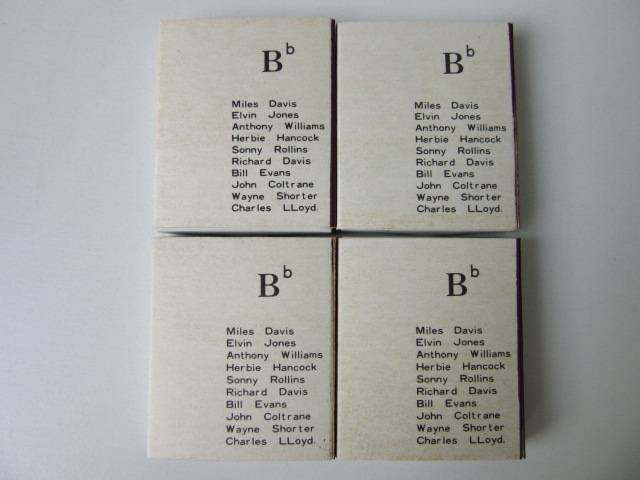 Bb
Miles Davis
Elvin Jones
Anthony Williams
Herbie Hancock
Sonny Rollins
Richard Davis
Bill Evans
John Coltrane
Wayne Shorter
Charles LLoyd.
Bb
Miles Davis
Elvin Jones
Anthony Williams
Herbie Hancock
Sonny Rollins
Richard Davis
Bill Evans
John Coltrane
Wayne Shorter
Charles LLoyd.
Bb
Miles Davis
Elvin Jones
Anthony Williams
Herbie Hancock
Sonny Rollins
Richard Davis
Bill Evans
John Coltrane
Wayne Shorter
Charles LLoyd.
Bb
Miles Davis
Elvin Jones
Anthony Williams
Herbie Hancock
Sonny Rollins
Richard Davis
Bill Evans
John Coltrane
Wayne Shorter
Charles LLoyd.